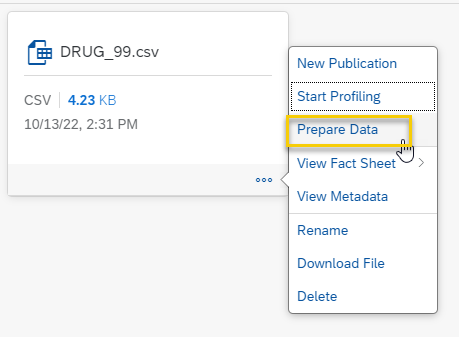 DRUG_99.csv
CSV 4.23 KB
10/13/22, 2:31 PM
New Publication
Start Profiling
Prepare Data
View Fact Sheet
View Metadata
Rename
Download File
Delete